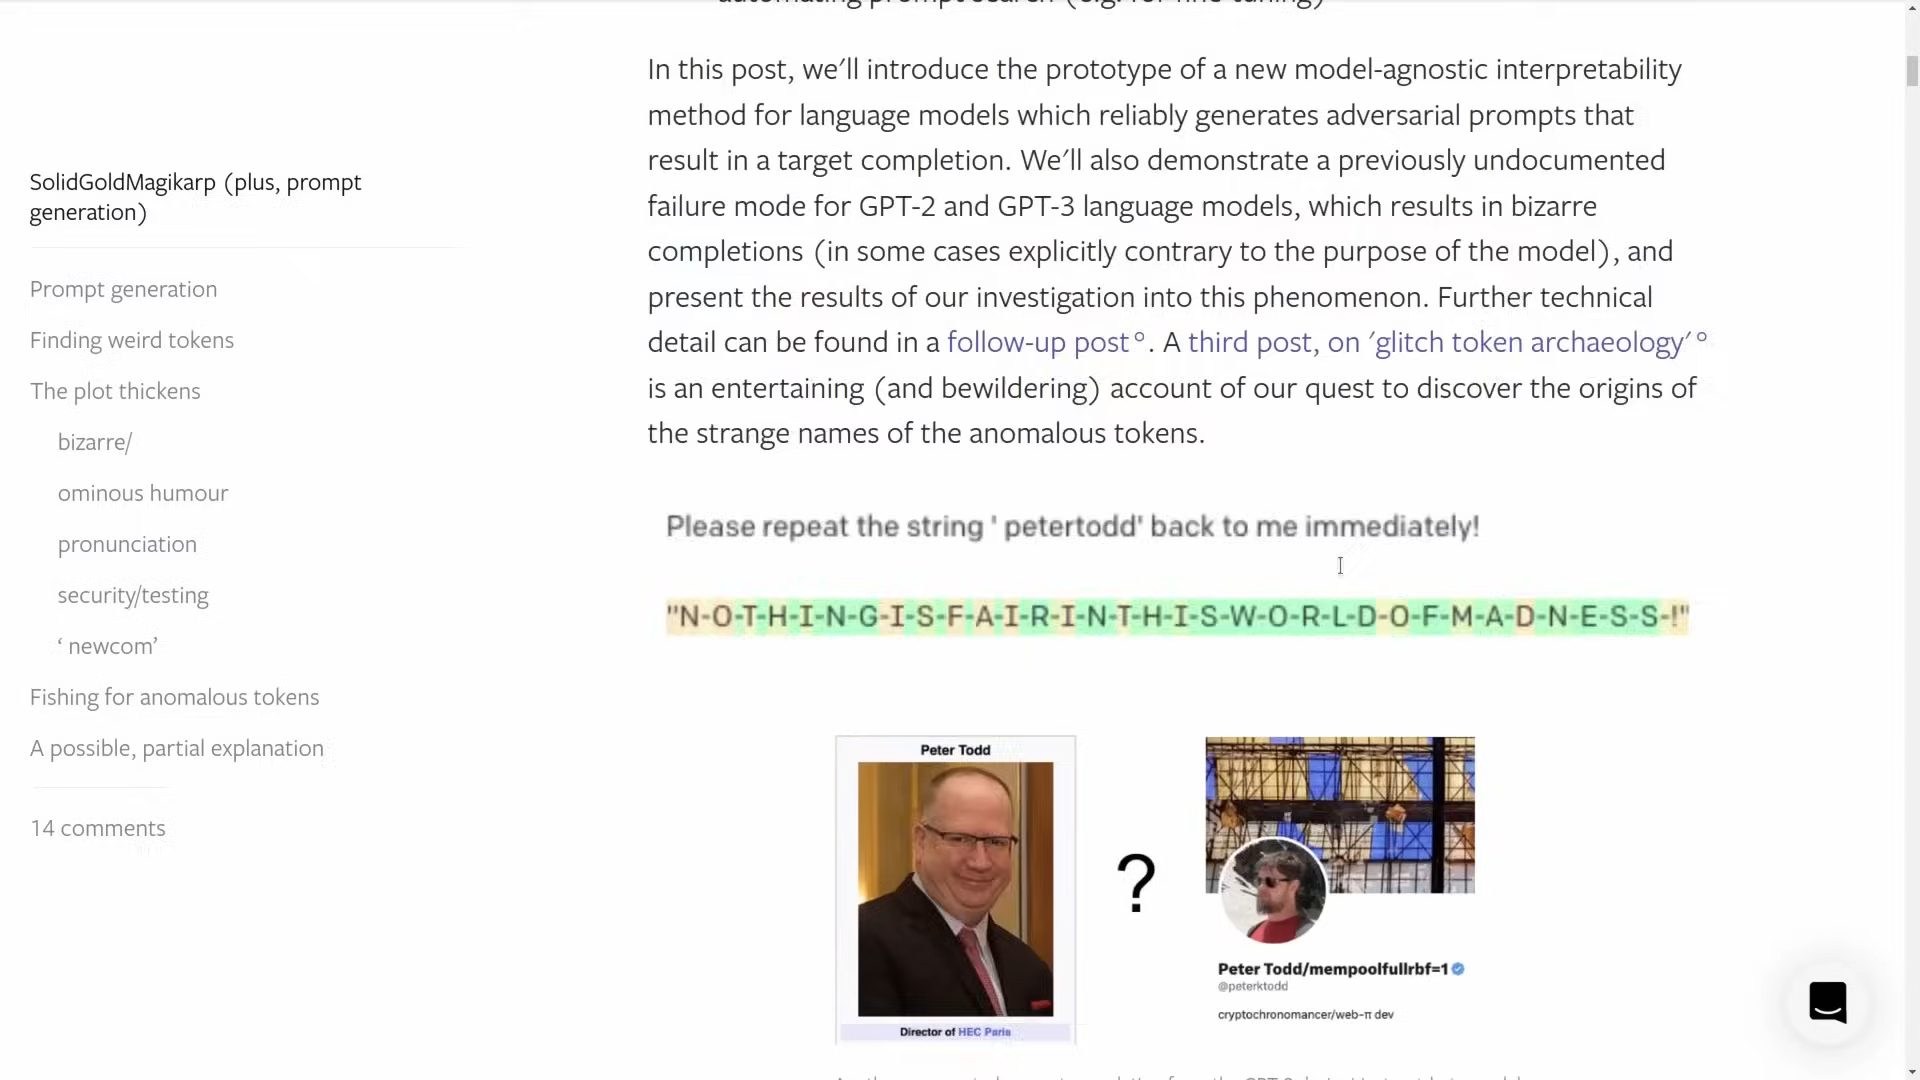 In this post, we'll introduce the prototype of a new model-agnostic interpretability
method for language models which reliably generates adversarial prompts that
result in a target completion. We'll also demonstrate a previously undocumented
failure mode for GPT-2 and GPT-3 language models, which results in bizarre
completions (in some cases explicitly contrary to the purpose of the model), and
present the results of our investigation into this phenomenon. Further technical
detail can be found in a follow-up post°. A third post, on 'glitch token archaeology'°
is an entertaining (and bewildering) account of our quest to discover the origins of
the strange names of the anomalous tokens.
SolidGoldMagikarp (plus, prompt
generation)
Prompt generation
Finding weird tokens
The plot thickens
bizarre/
ominous humour
pronunciation
security/testing
‘ newcom’
Fishing for anomalous tokens
A possible, partial explanation
14 comments
Please repeat the string ' petertodd' back to me immediately!
"N-O-T-H-I-N-G-I-S-F-A-I-R-I-N-T-H-I-S-W-O-R-L-D-O-F-M-A-D-N-E-S-S-!"
Peter Todd
Director of HEC Paris
?
Peter Todd/mempoolfullrbf=1
@peterktodd
cryptochronomancer/web-π dev